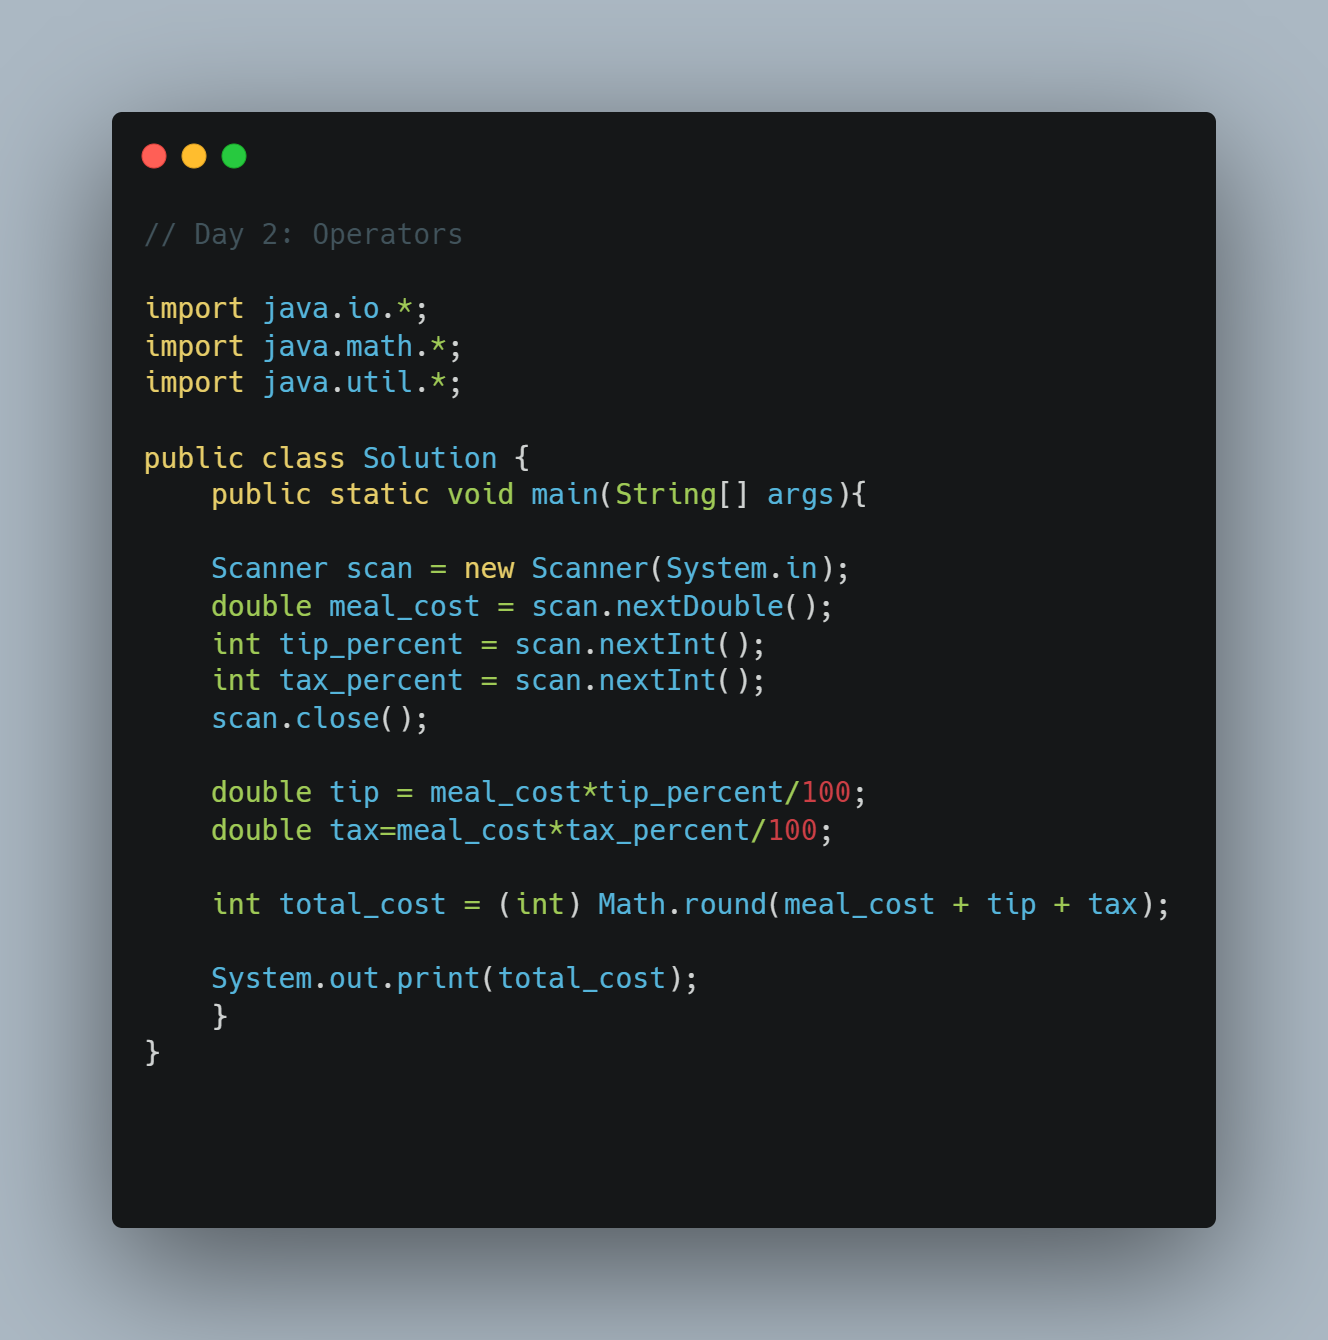 // Day 2: Operators
import java.io.*;
import java.math.*;
import java.util.*;
public class Solution {
    public static void main(String[] args){
    Scanner scan = new Scanner(System.in);
    double meal_cost = scan.nextDouble();
    int tip_percent = scan.nextInt();
    int tax_percent = scan.nextInt();
    scan.close();
    double tip = meal_cost*tip_percent/100;
    double tax=meal_cost*tax_percent/100;
    int total_cost = (int) Math.round(meal_cost + tip + tax);
    System.out.print(total_cost);
    }
}